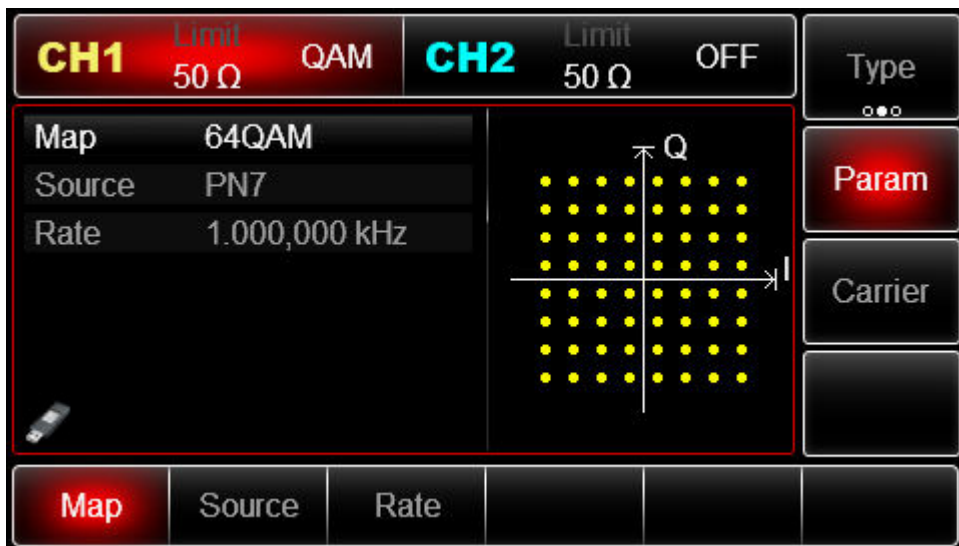 CH1 Limit 50 Ω QAM CH2 Limit 50 Ω OFF
Type
Map 64QAM
Source PN7
Rate 1.000,000 kHz
Q
I
Param
Carrier
Map Source Rate